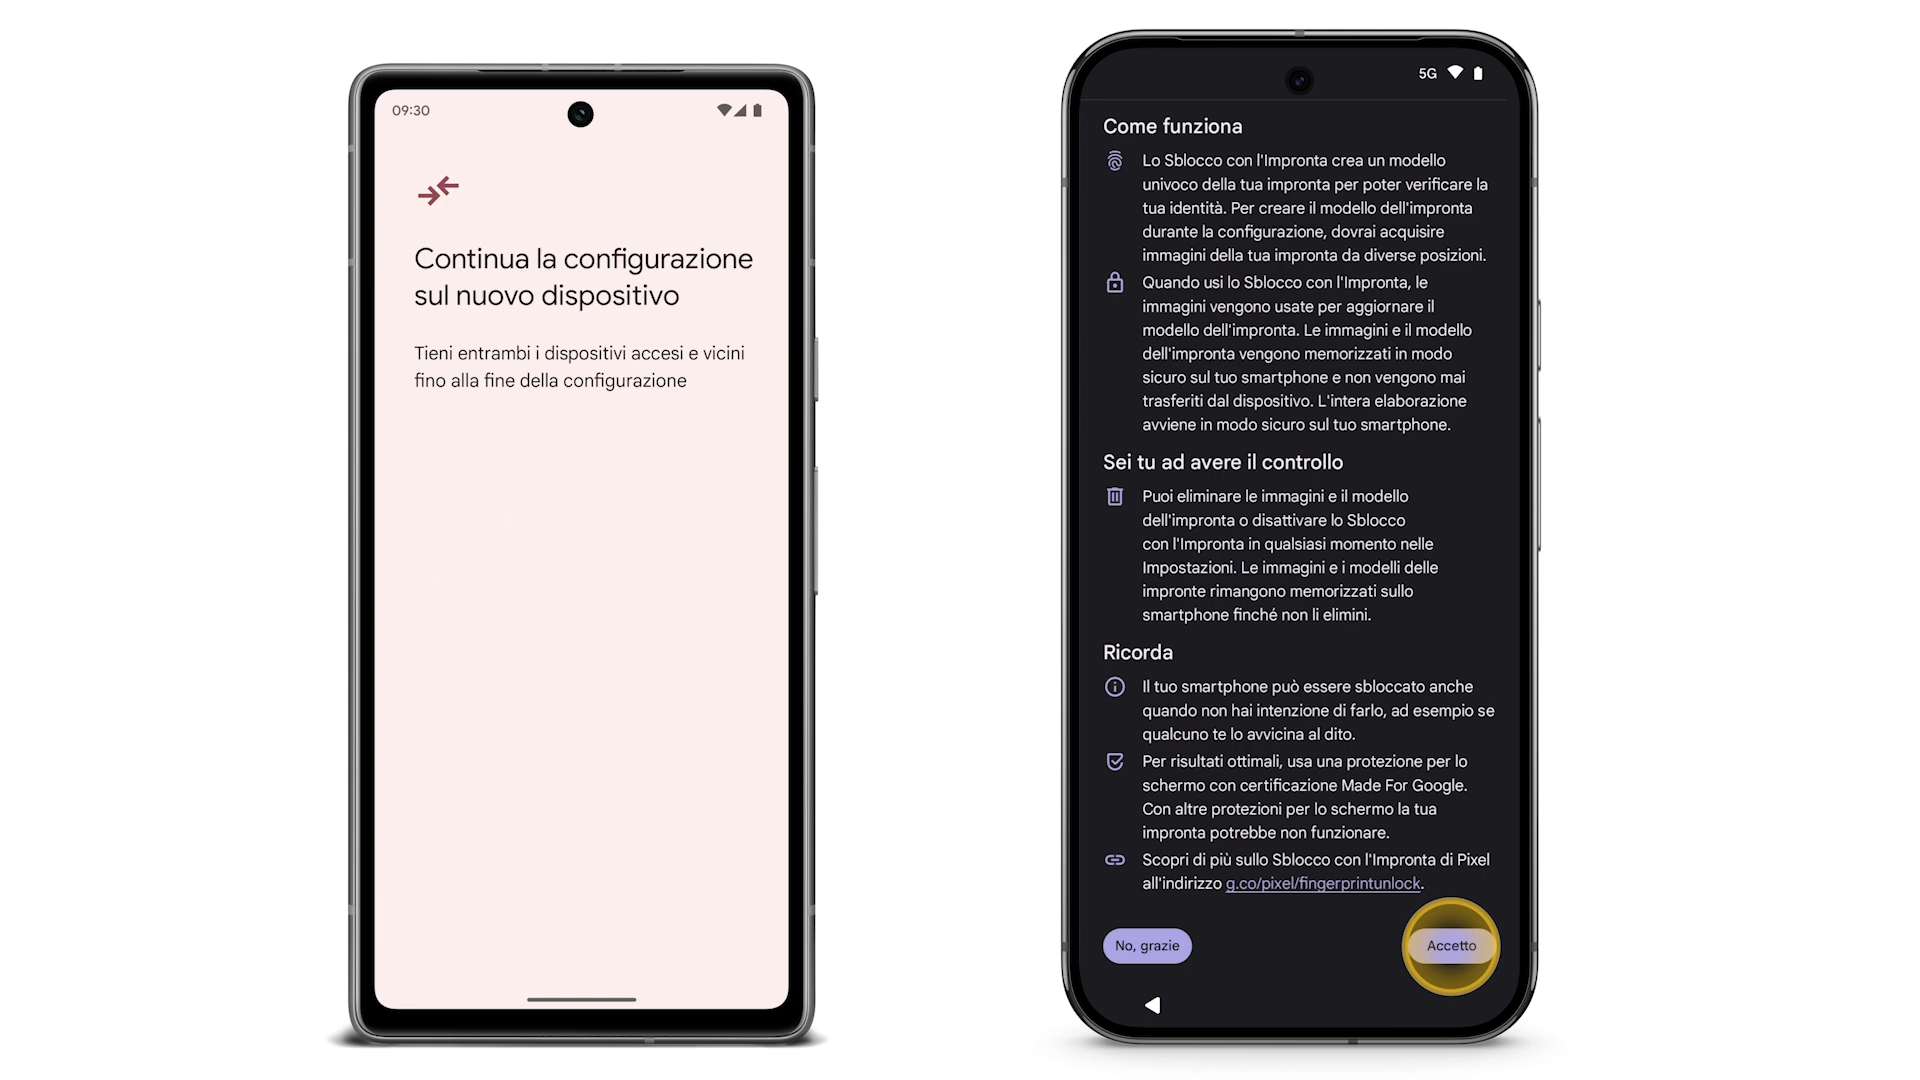 09:30
Continua la configurazione
sul nuovo dispositivo
Tieni entrambi i dispositivi accesi e vicini
fino alla fine della configurazione
5G
Come funziona
Lo Sblocco con l'Impronta crea un modello
univoco della tua impronta per poter verificare la
tua identità. Per creare il modello dell'impronta
durante la configurazione, dovrai acquisire
immagini della tua impronta da diverse posizioni.
Quando usi lo Sblocco con l'Impronta, le
immagini vengono usate per aggiornare il
modello dell'impronta. Le immagini e il modello
dell'impronta vengono memorizzati in modo
sicuro sul tuo smartphone e non vengono mai
trasferiti dal dispositivo. L'intera elaborazione
avviene in modo sicuro sul tuo smartphone.
Sei tu ad avere il controllo
Puoi eliminare le immagini e il modello
dell'impronta o disattivare lo Sblocco
con l'Impronta in qualsiasi momento nelle
Impostazioni. Le immagini e i modelli delle
impronte rimangono memorizzati sullo
smartphone finché non li elimini.
Ricorda
Il tuo smartphone può essere sbloccato anche
quando non hai intenzione di farlo, ad esempio se
qualcuno te lo avvicina al dito.
Per risultati ottimali, usa una protezione per lo
schermo con certificazione Made For Google.
Con altre protezioni per lo schermo la tua
impronta potrebbe non funzionare.
Scopri di più sullo Sblocco con l'Impronta di Pixel
all'indirizzo g.co/pixel/fingerprintunlock.
No, grazie
Accetto